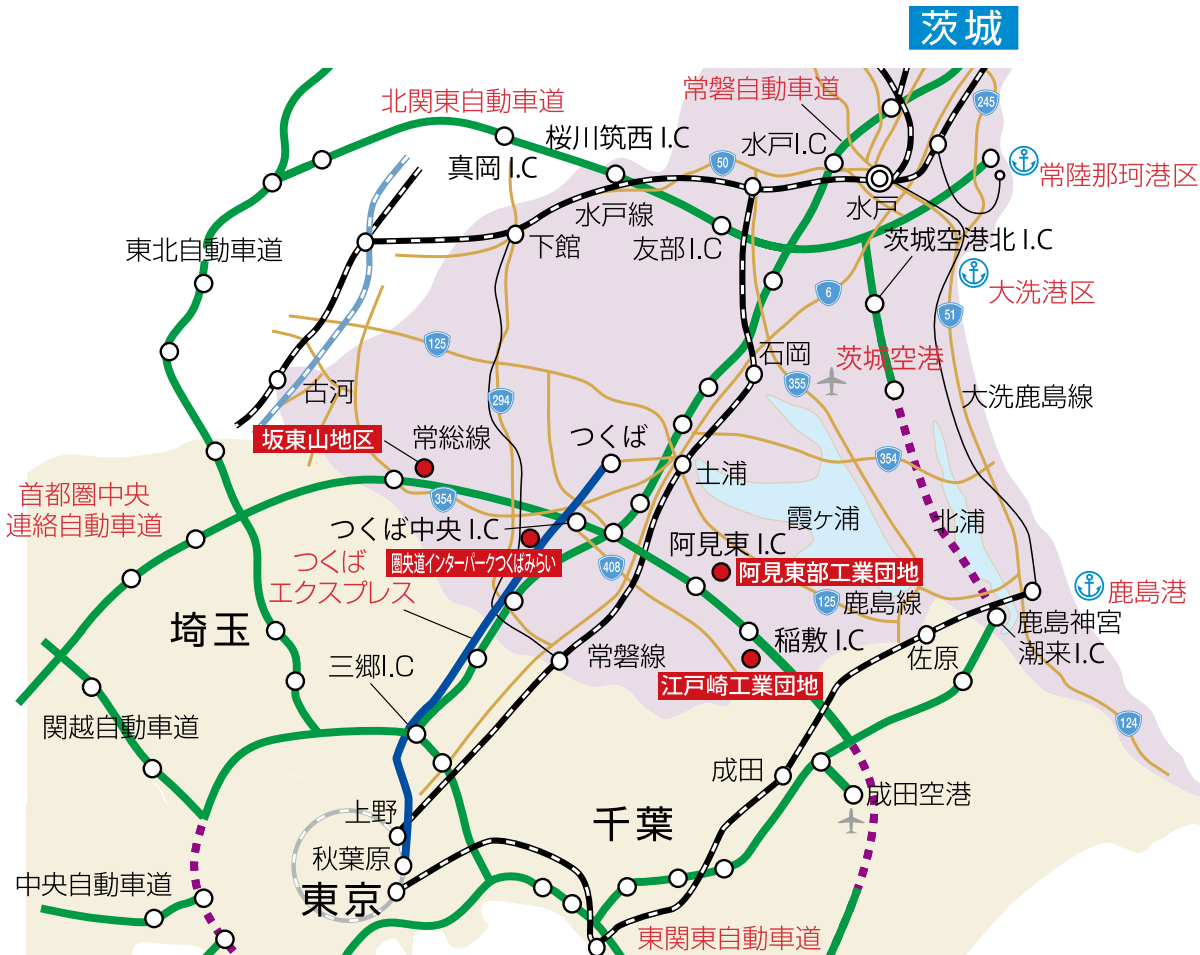 茨城
常磐自動車道
北関東自動車道
245
桜川筑西 I.C
水戸I.C
真岡 I.C
50
常陸那珂港区
水戸線
水戸
東北自動車道
下館
友部 I.C
茨城空港北 I.C
大洗港区
6
51
125
石岡
茨城空港
355
古河
294
大洗鹿島線
坂東山地区
常総線
つくば
354
土浦
首都圏中央
連絡自動車道
354
霞ヶ浦
北浦
つくば中央 I.C
阿見東 I.C
圏央道インターパークつくばみらい
408
阿見東部工業団地
つくば
エクスプレス
125
鹿島線
鹿島港
埼玉
稲敷 I.C
鹿島神宮
潮来 I.C
三郷I.C
常磐線
佐原
江戸崎工業団地
関越自動車道
124
成田
成田空港
上野
千葉
秋葉原
中央自動車道
東京
東関東自動車道